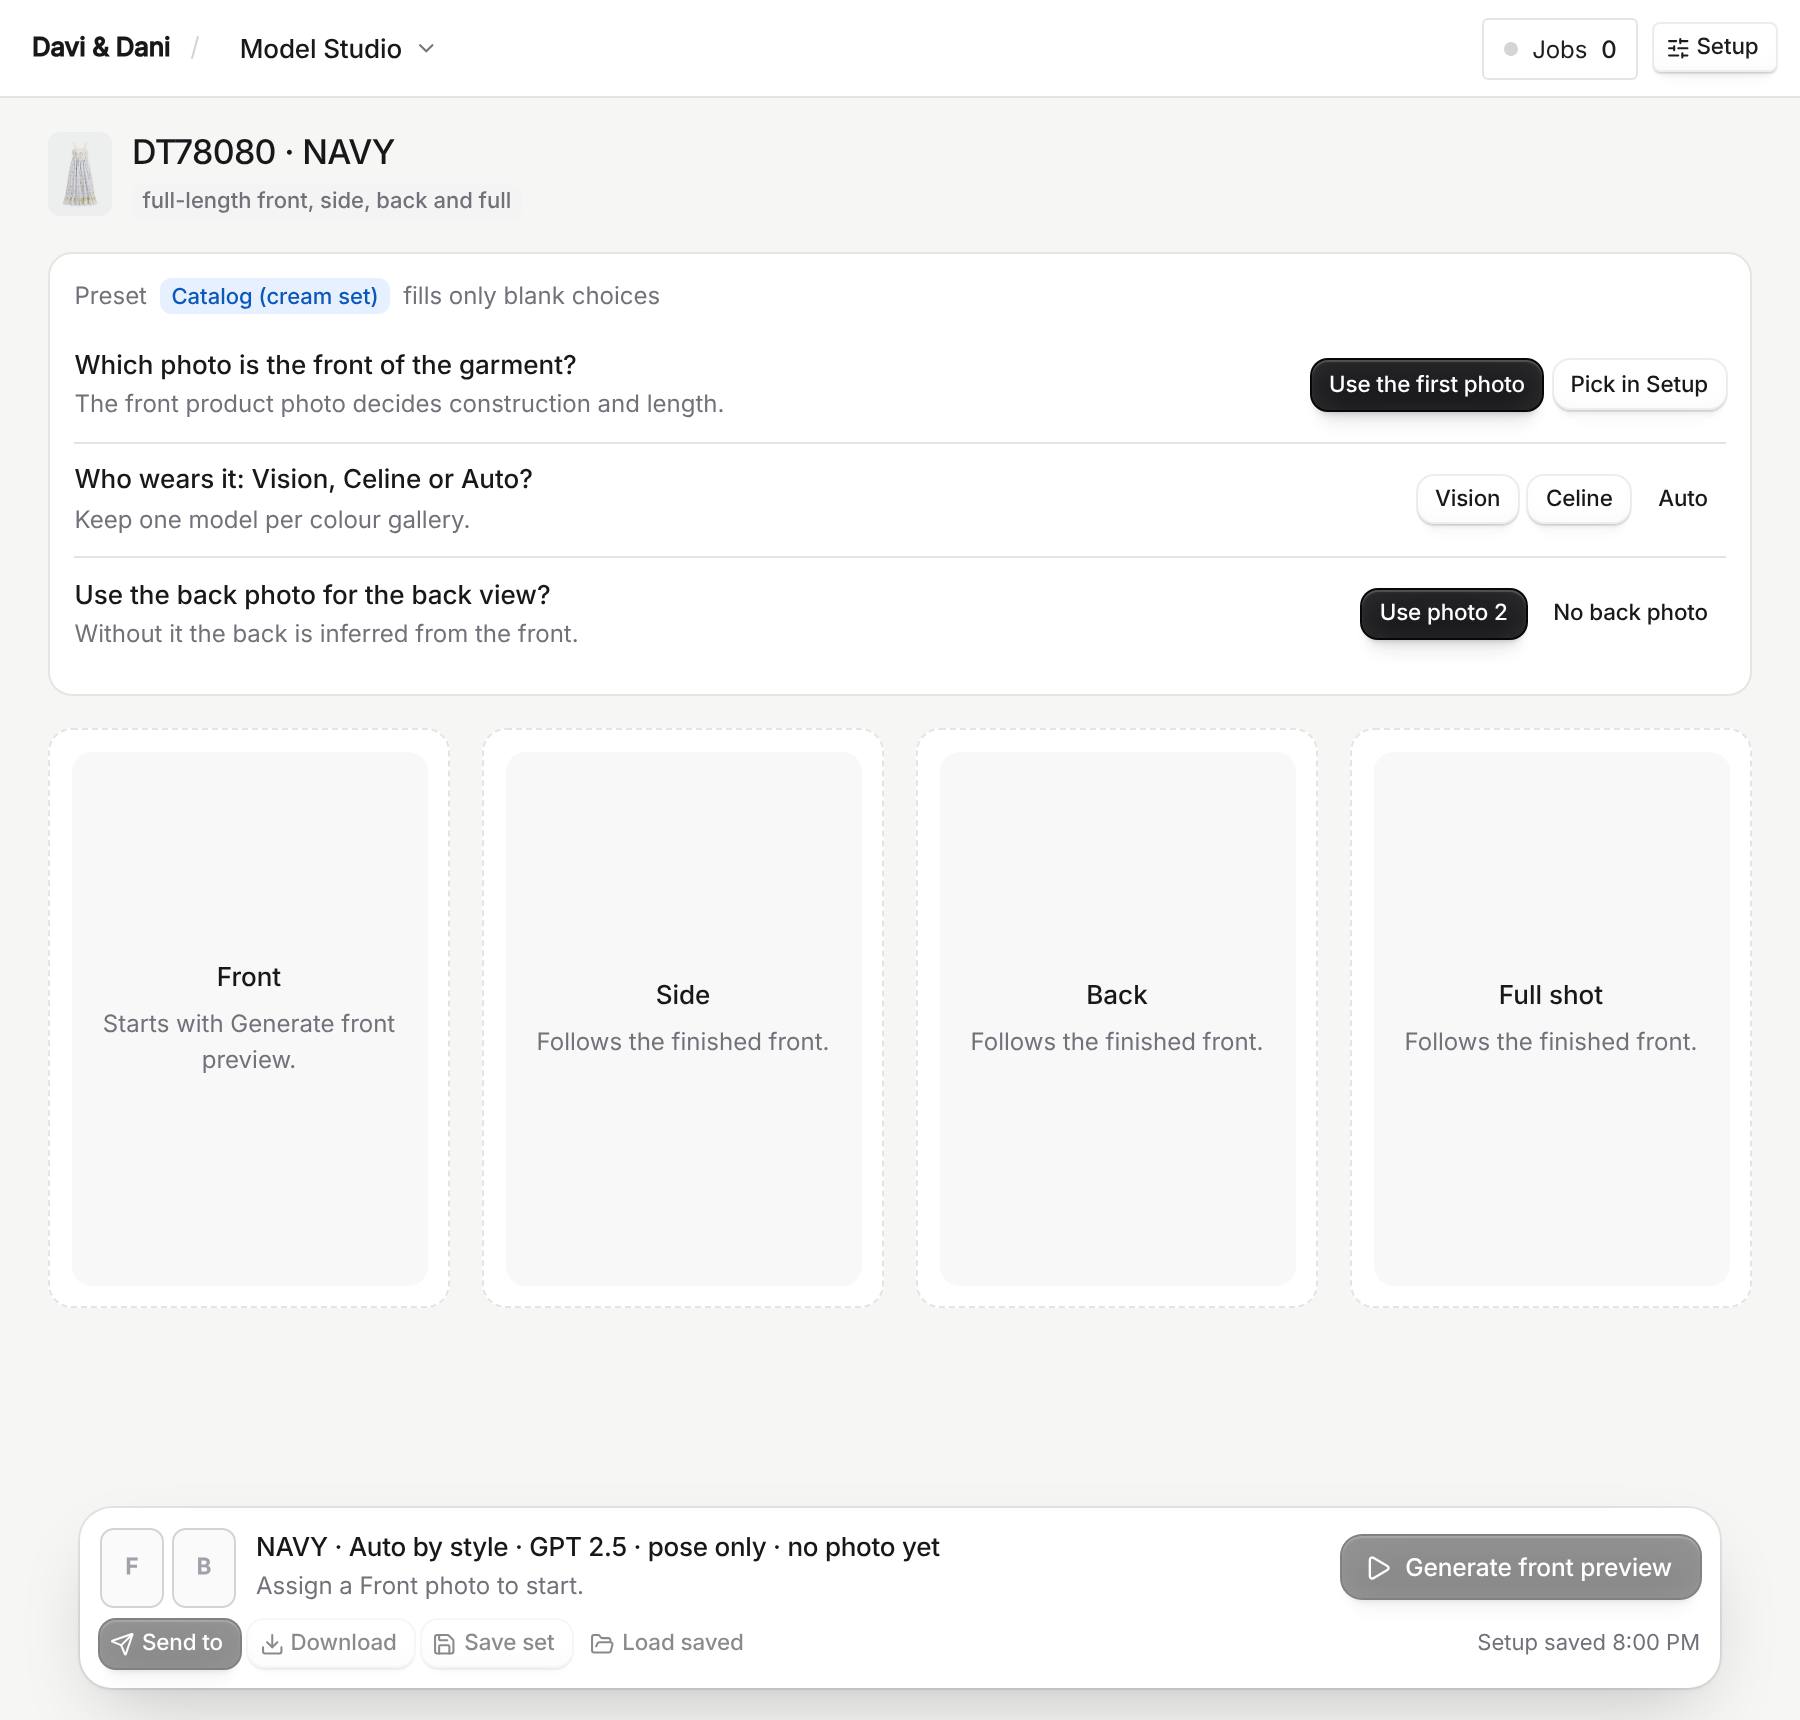 Davi & Dani / Model Studio
Jobs 0
Setup
DT78080 · NAVY
full-length front, side, back and full
Preset Catalog (cream set) fills only blank choices
Which photo is the front of the garment?
The front product photo decides construction and length.
Use the first photo
Pick in Setup
Who wears it: Vision, Celine or Auto?
Keep one model per colour gallery.
Vision
Celine
Auto
Use the back photo for the back view?
Without it the back is inferred from the front.
Use photo 2
No back photo
Front
Starts with Generate front
preview.
Side
Follows the finished front.
Back
Follows the finished front.
Full shot
Follows the finished front.
F
B
NAVY · Auto by style · GPT 2.5 · pose only · no photo yet
Assign a Front photo to start.
Generate front preview
Send to
Download
Save set
Load saved
Setup saved 8:00 PM